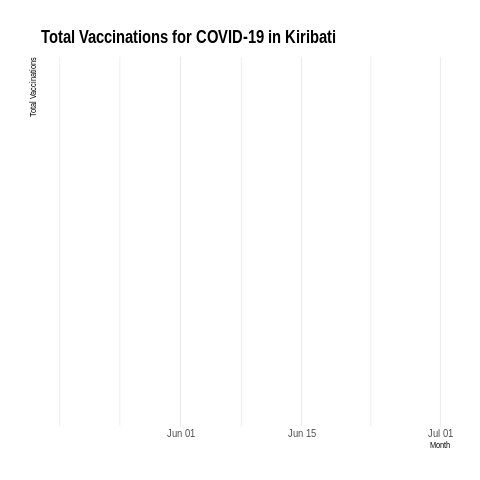 Total Vaccinations for COVID-19 in Kiribati
Total Vaccinations
Jun 01
Jun 15
Jul 01
Month